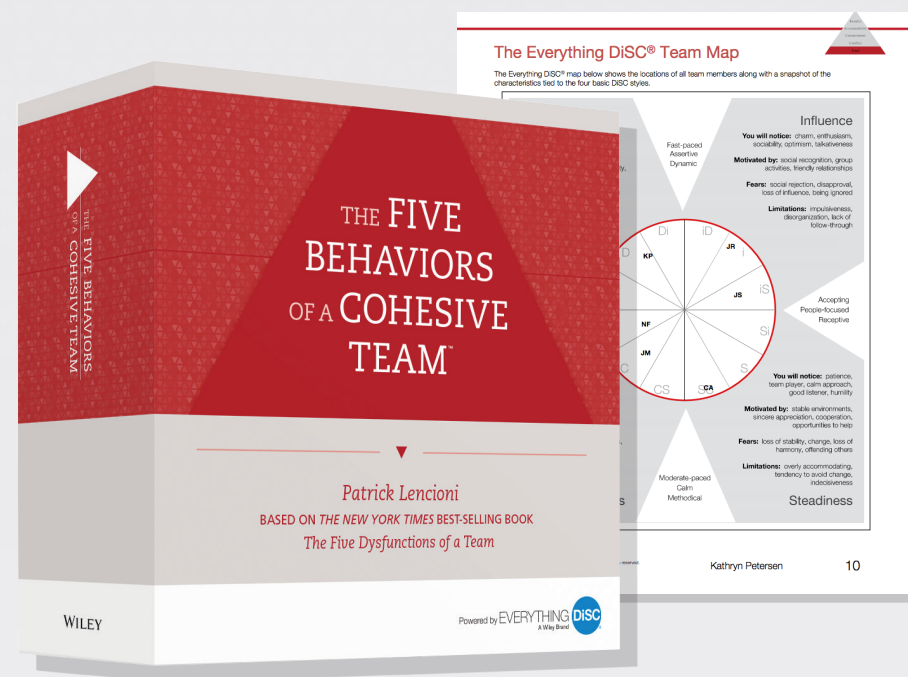 THE FIVE BEHAVIORS
OF A COHESIVE TEAM
THE FIVE
BEHAVIORS
OF A COHESIVE
TEAM™
Patrick Lencioni
BASED ON THE NEW YORK TIMES BEST-SELLING BOOK
The Five Dysfunctions of a Team
WILEY
Powered by EVERYTHING DiSC
A Wiley Brand
The Everything DiSC® Team Map
The Everything DiSC® map below shows the locations of all team members along with a snapshot of the
characteristics tied to the four basic DiSC styles.
Fast-paced
Assertive
Dynamic
Influence
You will notice: charm, enthusiasm,
sociability, optimism, talkativeness
Motivated by: social recognition, group
activities, friendly relationships
Fears: social rejection, disapproval,
loss of influence, being ignored
Limitations: impulsiveness,
disorganization, lack of
follow-through
Di
iD
D
KP
JR
i
JS
iS
NF
Si
JM
C
S
CS
CA
Accepting
People-focused
Receptive
You will notice: patience,
team player, calm approach,
good listener, humility
Motivated by: stable environments,
sincere appreciation, cooperation,
opportunities to help
Fears: loss of stability, change, loss of
harmony, offending others
Limitations: overly accommodating,
tendency to avoid change,
indecisiveness
Steadiness
Moderate-paced
Calm
Methodical
reserved.
Kathryn Petersen
10